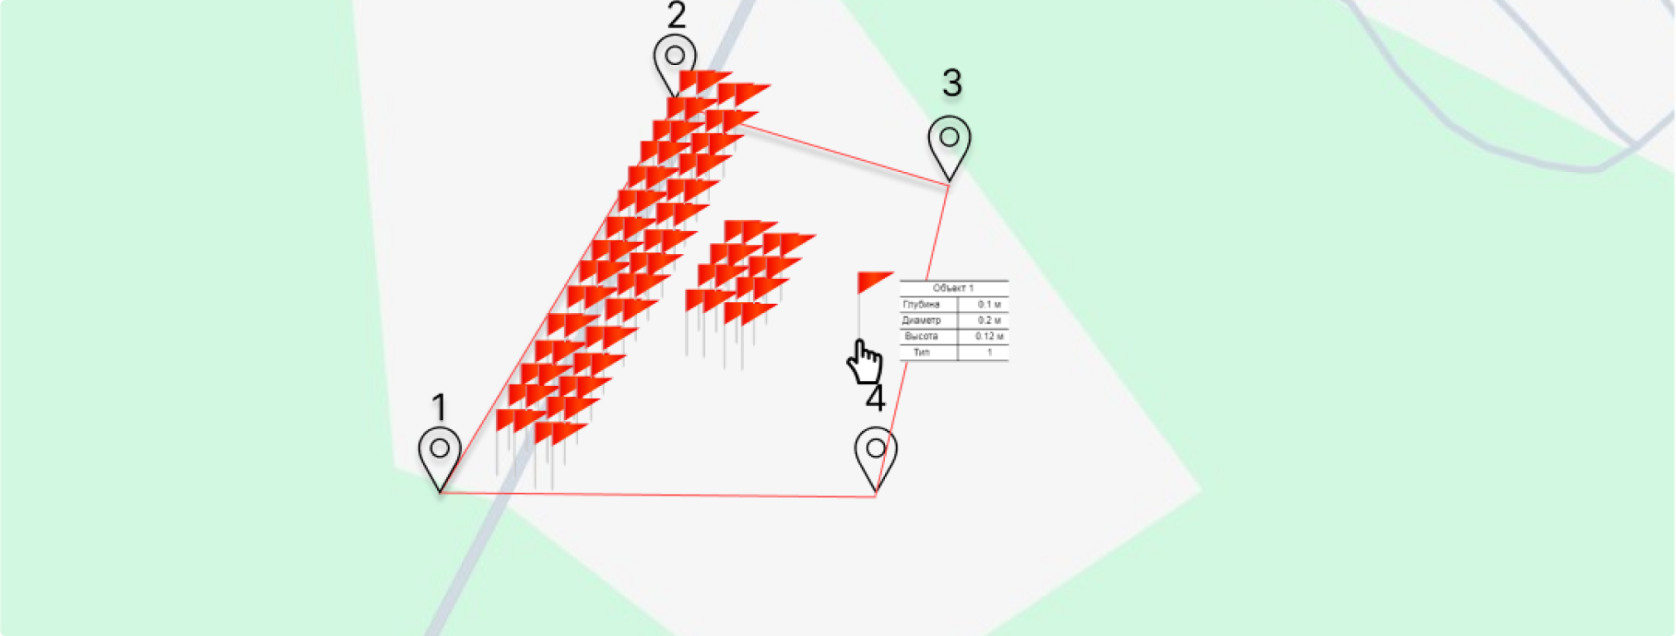 2
3
Объект 1
Глубина 0.1 м
Диаметр 0.2 м
Высота 0.12 м
Тип 1
4
1